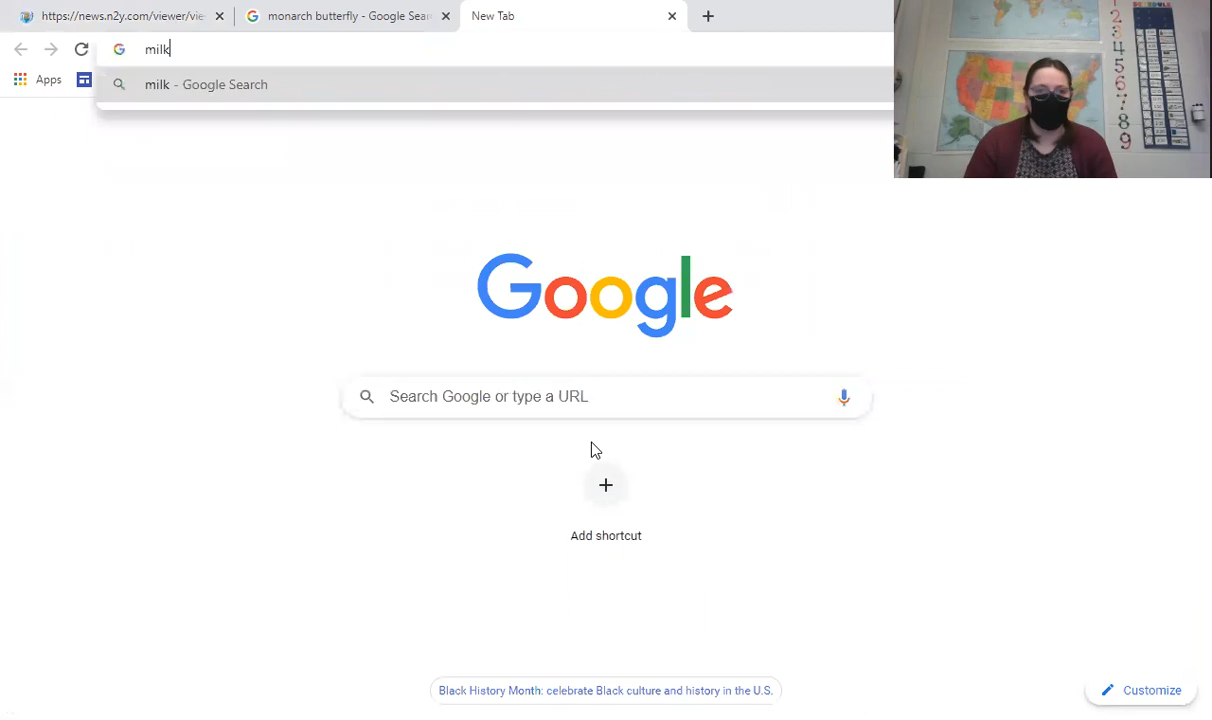 https://news.n2y.com/viewer/vie
monarch butterfly - Google Sear
New Tab
milk
Apps
milk - Google Search
1
2
3
4
5
6
7
8
9
Google
Search Google or type a URL
Add shortcut
Black History Month: celebrate Black culture and history in the U.S.
Customize